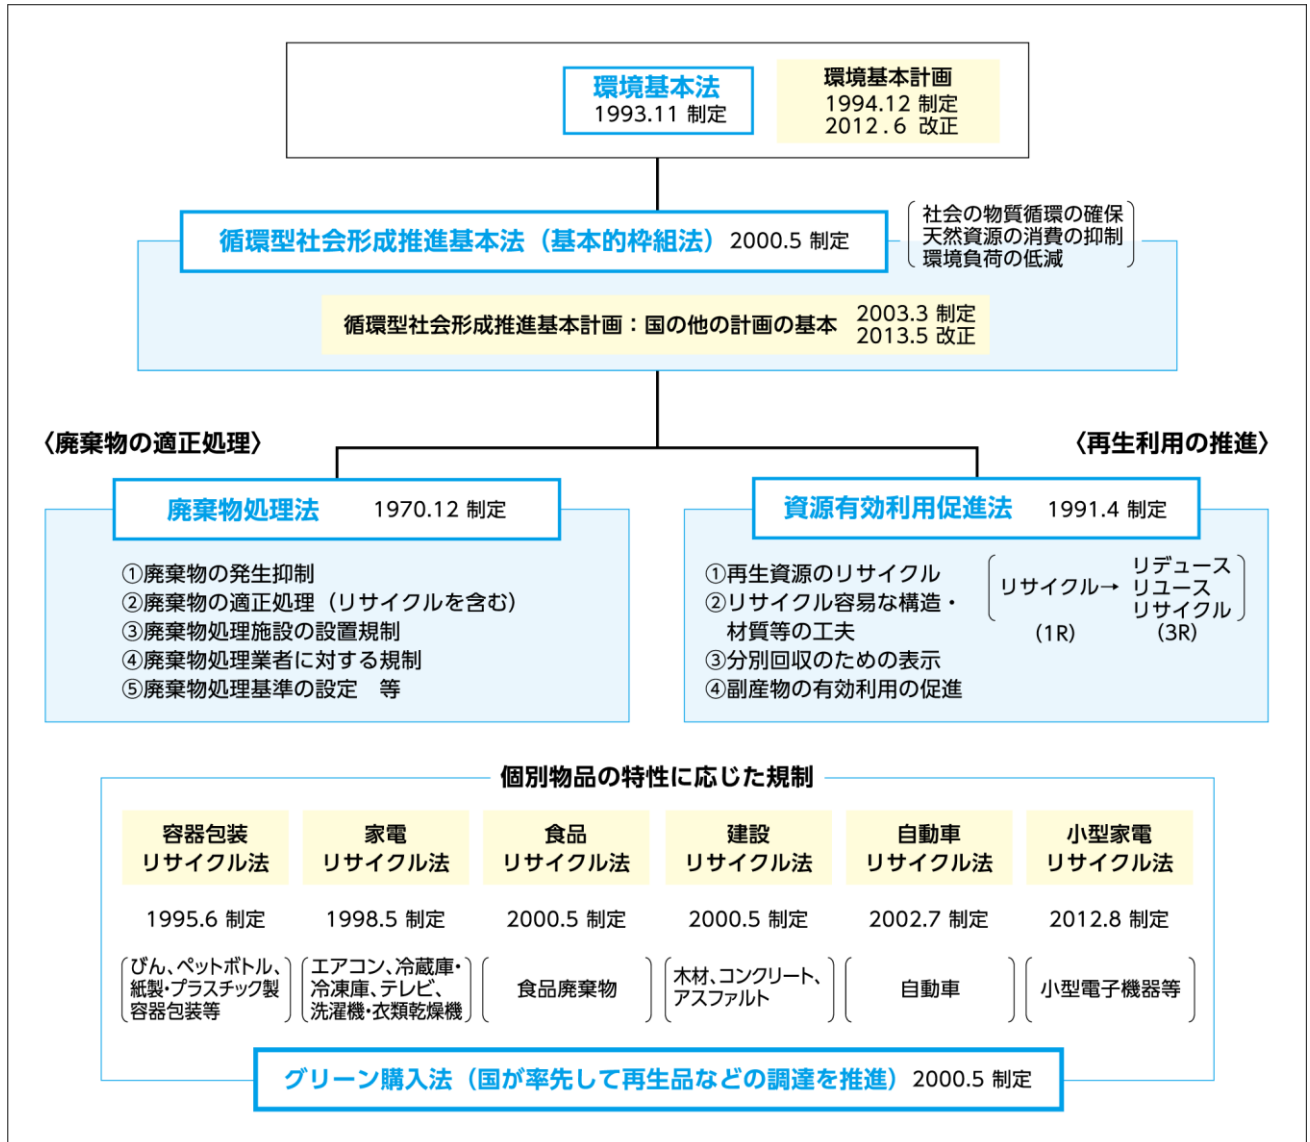 環境基本法
1993.11 制定
環境基本計画
1994.12 制定
2012.6 改正
循環型社会形成推進基本法（基本的枠組法） 2000.5 制定
社会の物質循環の確保
天然資源の消費の抑制
環境負荷の低減
循環型社会形成推進基本計画：国の他の計画の基本
2003.3 制定
2013.5 改正
〈廃棄物の適正処理〉
〈再生利用の推進〉
廃棄物処理法 1970.12 制定
①廃棄物の発生抑制
②廃棄物の適正処理（リサイクルを含む）
③廃棄物処理施設の設置規制
④廃棄物処理業者に対する規制
⑤廃棄物処理基準の設定　等
資源有効利用促進法 1991.4 制定
①再生資源のリサイクル
②リサイクル容易な構造・
材質等の工夫
③分別回収のための表示
④副産物の有効利用の促進
リサイクル→
(1R)
リデュース
リユース
リサイクル
(3R)
個別物品の特性に応じた規制
容器包装
リサイクル法
1995.6 制定
びん、ペットボトル、
紙製・プラスチック製
容器包装等
家電
リサイクル法
1998.5 制定
エアコン、冷蔵庫・
冷凍庫、テレビ、
洗濯機・衣類乾燥機
食品
リサイクル法
2000.5 制定
食品廃棄物
建設
リサイクル法
2000.5 制定
木材、コンクリート、
アスファルト
自動車
リサイクル法
2002.7 制定
自動車
小型家電
リサイクル法
2012.8 制定
小型電子機器等
グリーン購入法（国が率先して再生品などの調達を推進） 2000.5 制定